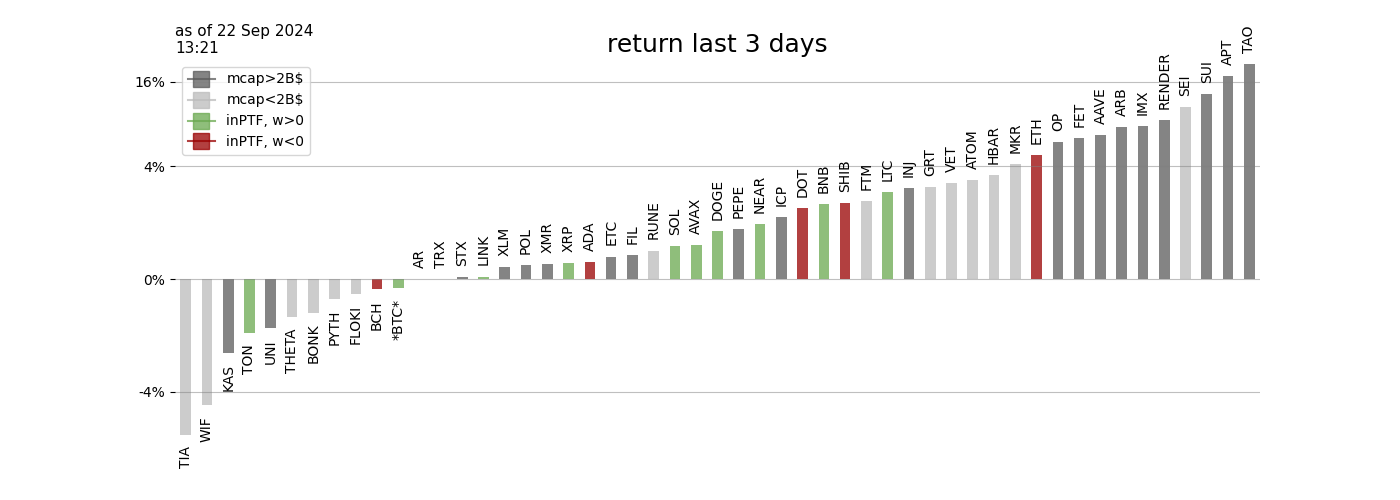 as of 22 Sep 2024
13:21
return last 3 days
mcap>2B$
mcap<2B$
inPTF, w>0
inPTF, w<0
16%
4%
0%
-4%
TIA
WIF
KAS
TON
UNI
THETA
BONK
PYTH
FLOKI
BCH
*BTC*
AR
TRX
STX
LINK
XLM
POL
XMR
XRP
ADA
ETC
FIL
RUNE
SOL
AVAX
DOGE
PEPE
NEAR
ICP
DOT
BNB
SHIB
FTM
LTC
INJ
GRT
VET
ATOM
HBAR
MKR
ETH
OP
FET
AAVE
ARB
IMX
RENDER
SEI
SUI
APT
TAO